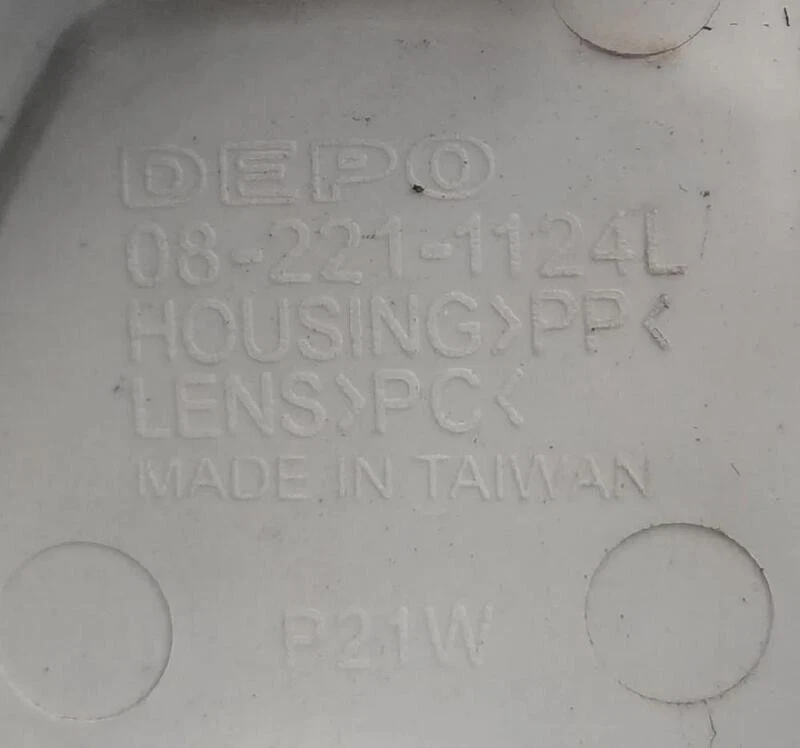 DEPO
08-221-1124L
HOUSING>PP<
LENS>PC<
MADE IN TAIWAN
P21W